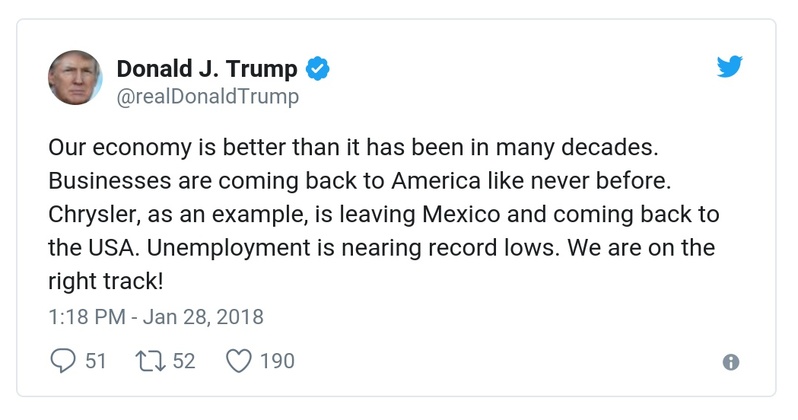 Donald J. Trump
@realDonaldTrump
Our economy is better than it has been in many decades.
Businesses are coming back to America like never before.
Chrysler, as an example, is leaving Mexico and coming back to
the USA. Unemployment is nearing record lows. We are on the
right track!
1:18 PM - Jan 28, 2018
51 52 190